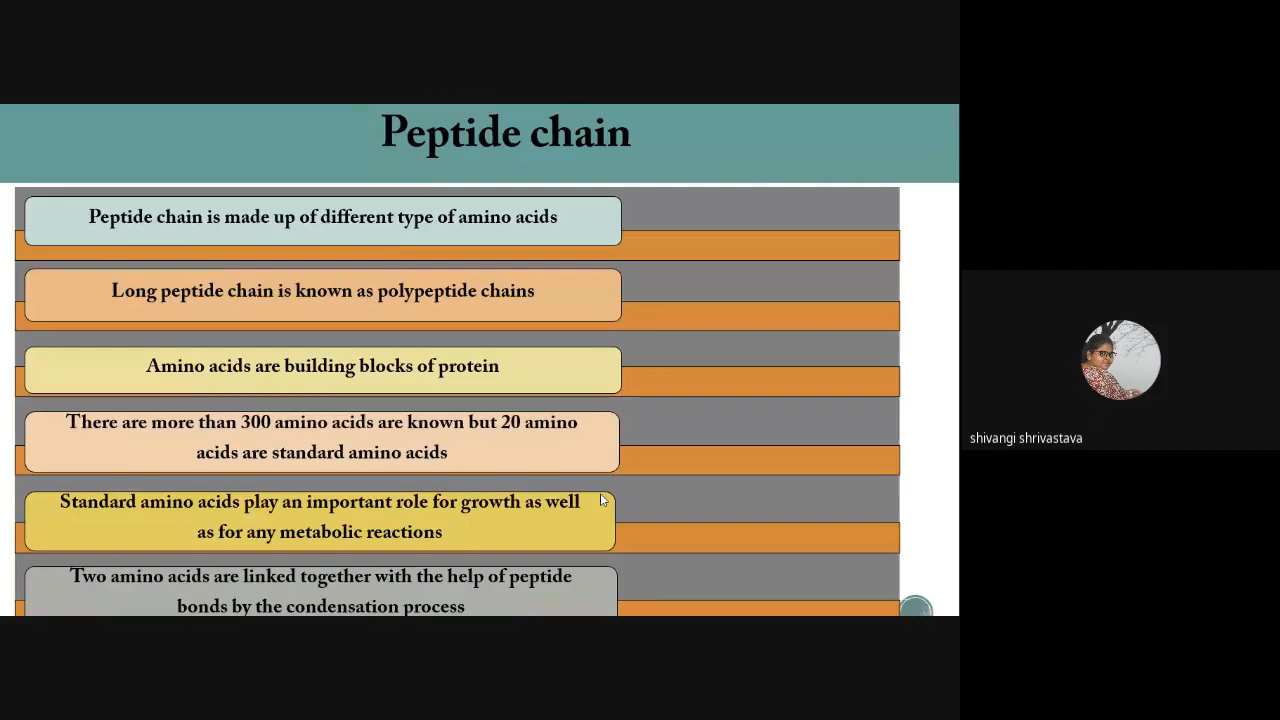 Peptide chain
Peptide chain is made up of different type of amino acids
Long peptide chain is known as polypeptide chains
Amino acids are building blocks of protein
There are more than 300 amino acids are known but 20 amino
acids are standard amino acids
Standard amino acids play an important role for growth as well
as for any metabolic reactions
Two amino acids are linked together with the help of peptide
bonds by the condensation process
shivangi shrivastava